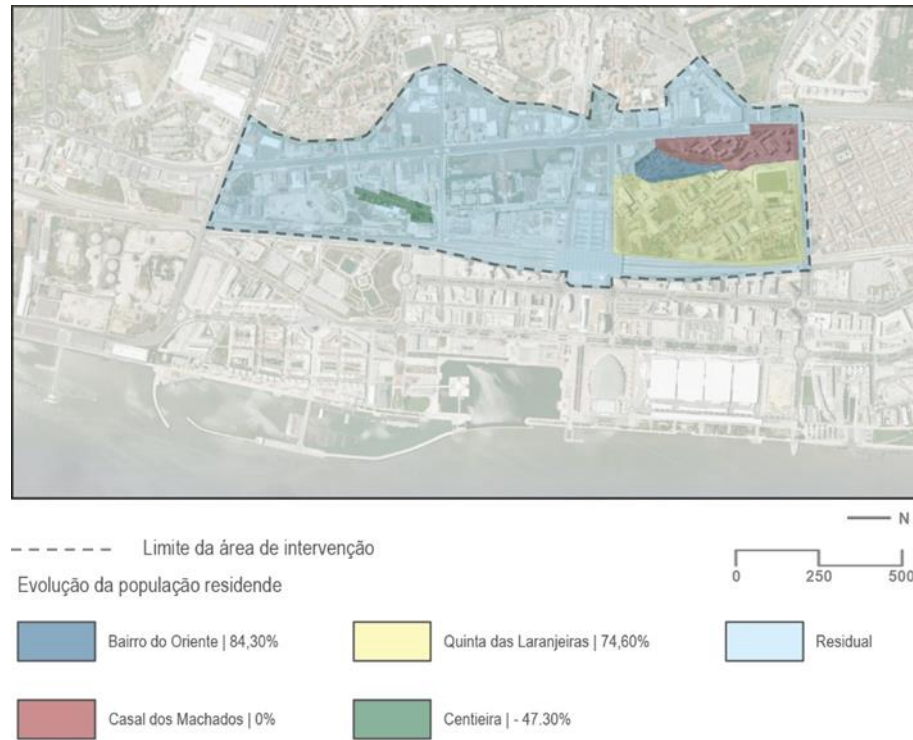 N
Limite da área de intervenção
0 250 500
Evolução da população residende
Bairro do Oriente | 84,30%
Quinta das Laranjeiras | 74,60%
Residual
Casal dos Machados | 0%
Centieira | - 47.30%